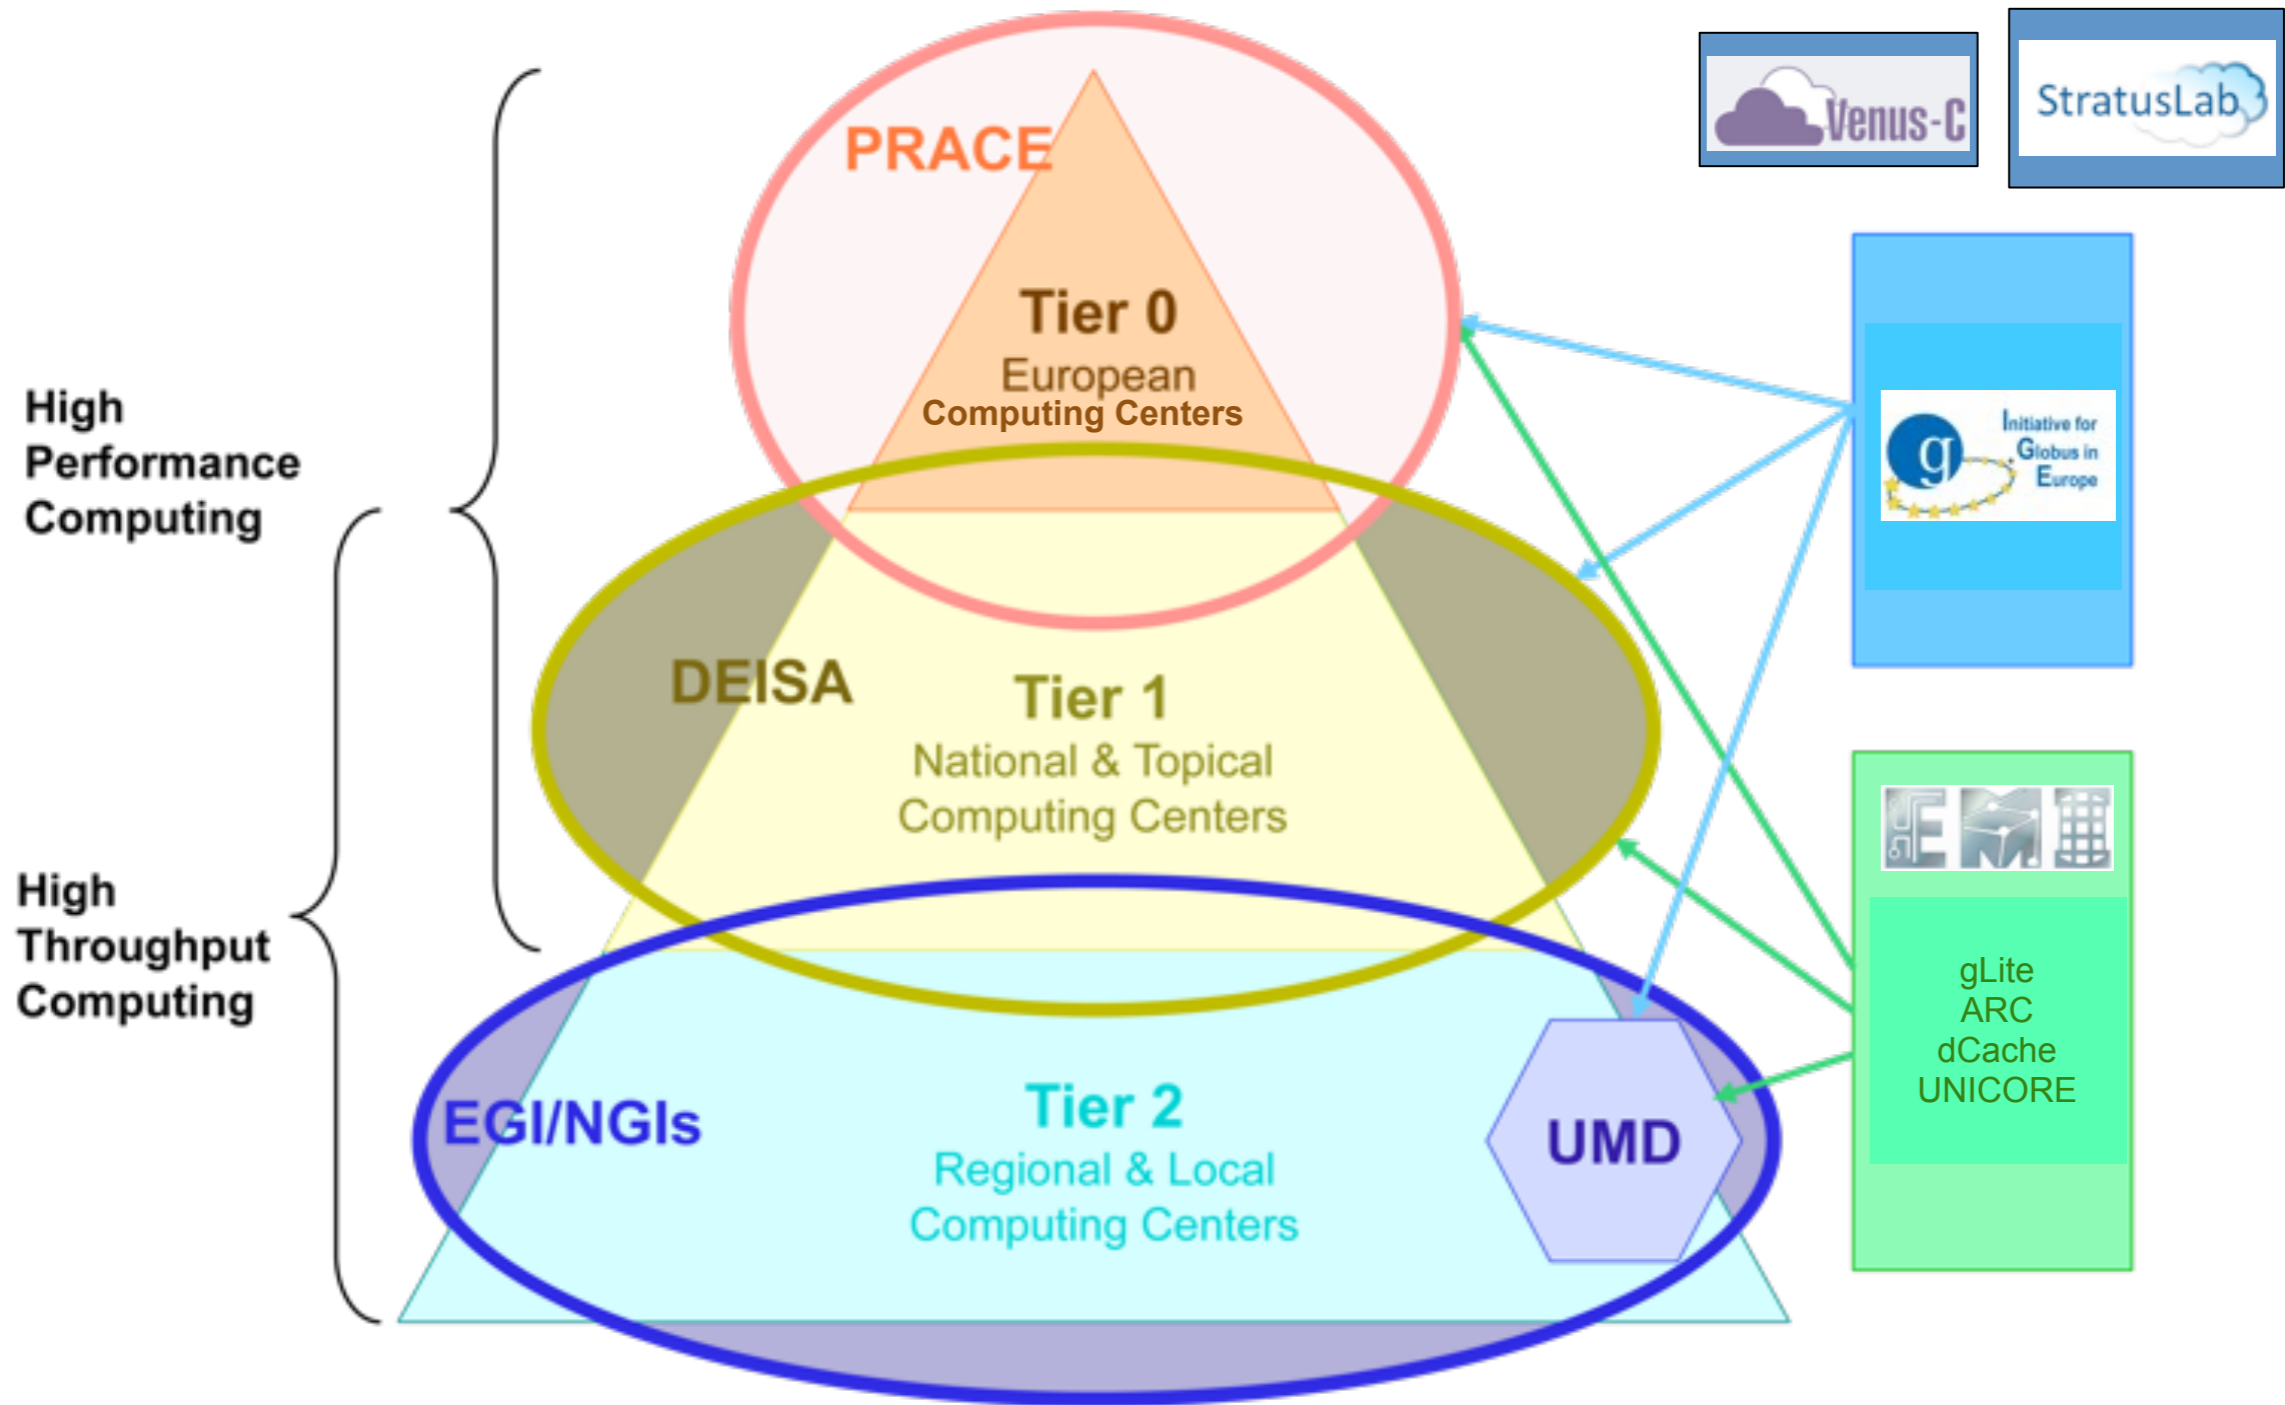 Venus-C
StratusLab
PRACE
Tier 0
European
Computing Centers
High
Performance
Computing
Initiative for
g
Globus in
Europe
DEISA
Tier 1
National & Topical
Computing Centers
High
Throughput
Computing
EMI
gLite
ARC
dCache
UNICORE
EGI/NGIs
Tier 2
Regional & Local
Computing Centers
UMD